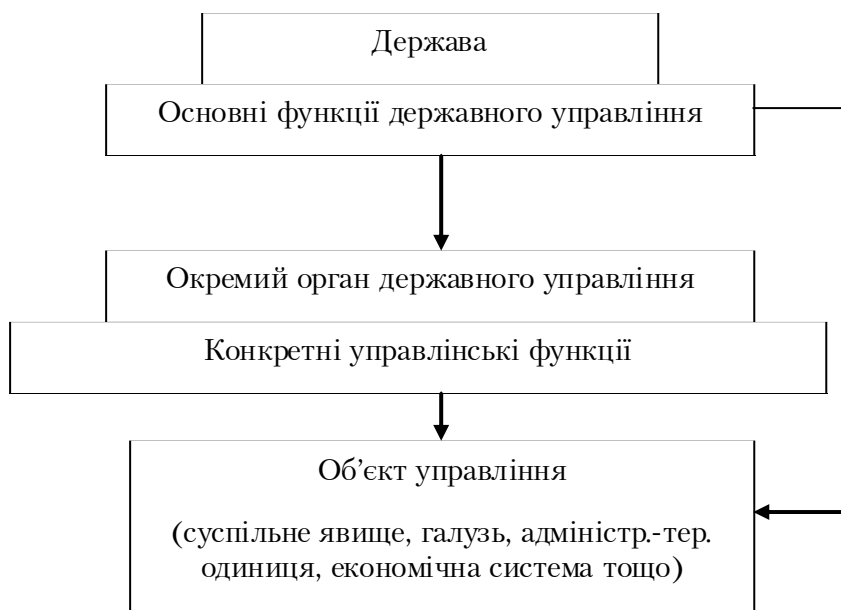 Держава
Основні функції державного управління
Окремий орган державного управління
Конкретні управлінські функції
Об’єкт управління
(суспільне явище, галузь, адміністр.-тер.
одиниця, економічна система тощо)